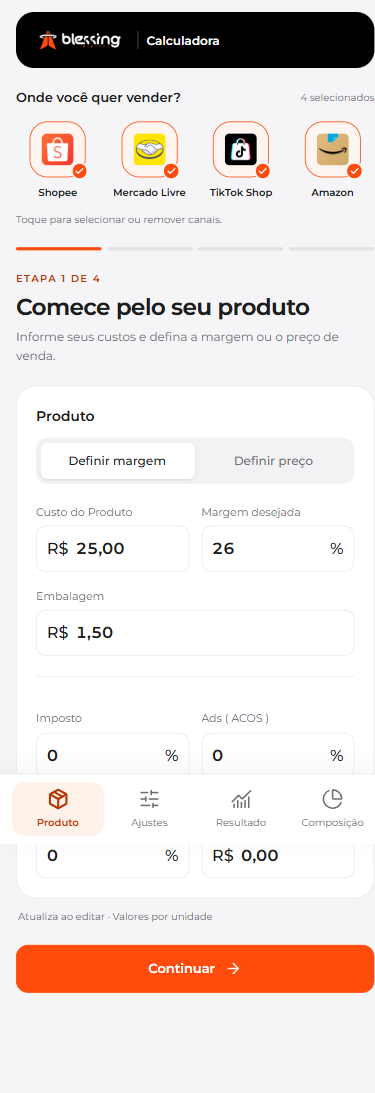 blessing
Calculadora
Onde você quer vender?
4 selecionados
Shopee
Mercado Livre
TikTok Shop
Amazon
Toque para selecionar ou remover canais.
ETAPA 1 DE 4
Comece pelo seu produto
Informe seus custos e defina a margem ou o preço de
venda.
Produto
Definir margem
Definir preço
Custo do Produto
Margem desejada
R$ 25,00
26 %
Embalagem
R$ 1,50
Imposto
Ads ( ACOS )
0 %
0 %
Produto
Ajustes
Resultado
Composição
0 %
R$ 0,00
Atualiza ao editar · Valores por unidade
Continuar →